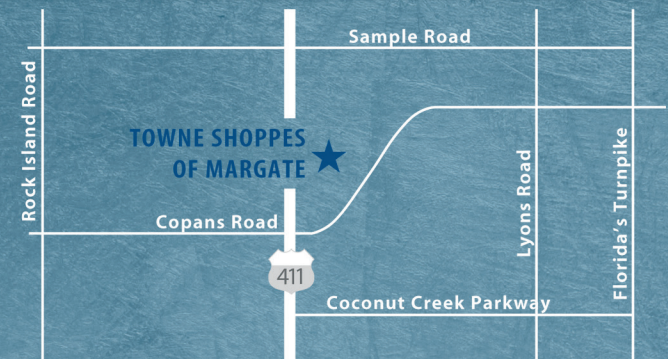 Sample Road
Rock Island Road
TOWNE SHOPPES
OF MARGATE
Lyons Road
Florida's Turnpike
Copans Road
411
Coconut Creek Parkway